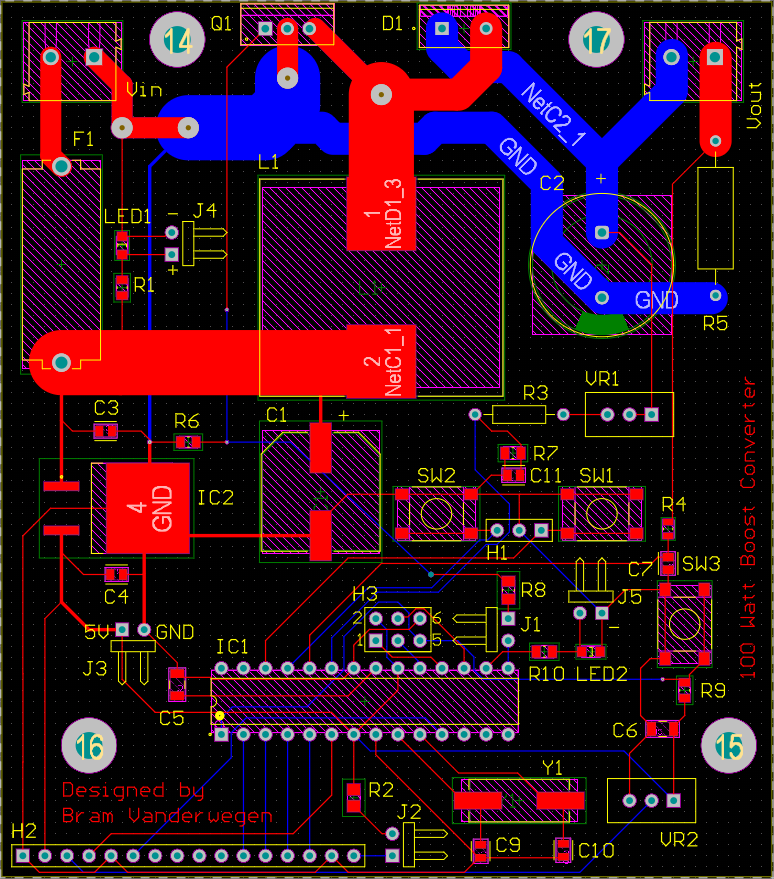 Q1
D1
14
17
Vin
Vout
NetC2_1
GND
F1
L1
C2
+
LED1
-
J4
+
R1
1
NetD1_3
GND
GND
R5
2
NetC1_1
VR1
R3
C3
R6
C1
+
R7
C11
SW2
SW1
4
GND
IC2
H1
R4
C7
SW3
C4
H3
R8
J5
-
2
6
1
5
J1
5V
GND
IC1
J3
R10
LED2
R9
C5
C6
16
15
Designed by
Bram Vanderwegen
R2
Y1
J2
VR2
H2
C9
C10
100 Watt Boost Converter